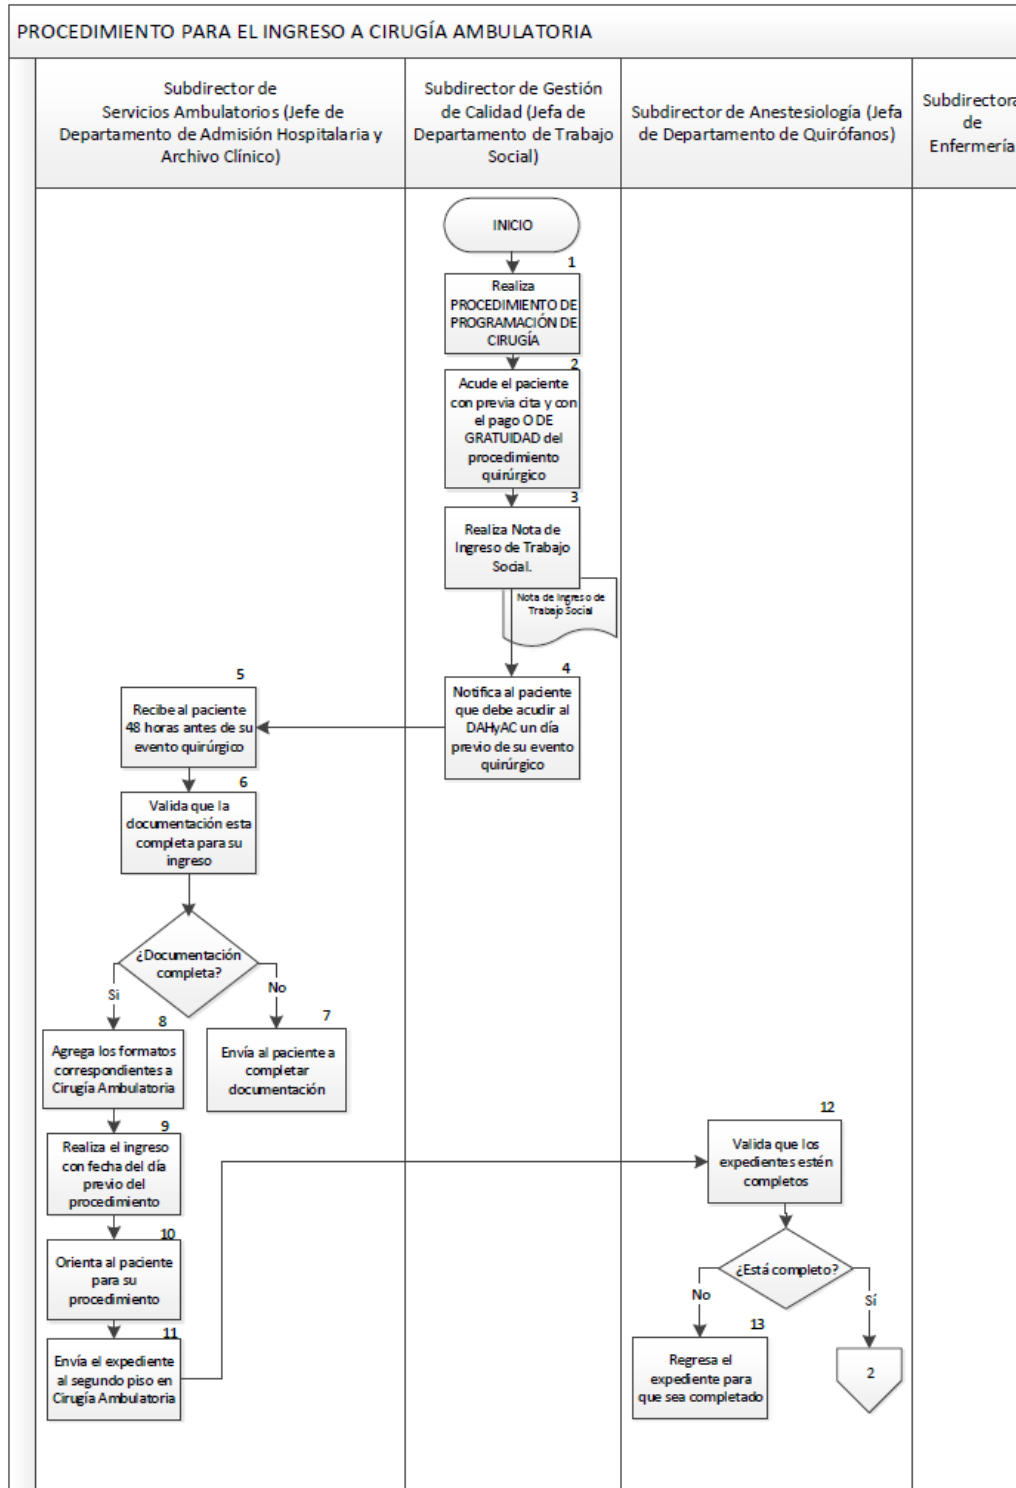 PROCEDIMIENTO PARA EL INGRESO A CIRUGÍA AMBULATORIA
Subdirector de
Servicios Ambulatorios (Jefe de
Departamento de Admisión Hospitalaria y
Archivo Clínico)
Subdirector de Gestión
de Calidad (Jefa de
Departamento de Trabajo
Social)
Subdirector de Anestesiología (Jefa
de Departamento de Quirófanos)
Subdirectora
de
Enfermería
INICIO
1
Realiza
PROCEDIMIENTO DE
PROGRAMACIÓN DE
CIRUGÍA
2
Acude el paciente
con previa cita y con
el pago O DE
GRATUIDAD del
procedimiento
quirúrgico
3
Realiza Nota de
Ingreso de Trabajo
Social.
Nota de Ingreso de
Trabajo Social
4
Notifica al paciente
que debe acudir al
DAHyAC un día
previo de su evento
quirúrgico
5
Recibe al paciente
48 horas antes de su
evento quirúrgico
6
Valida que la
documentación esta
completa para su
ingreso
¿Documentación
completa?
Si
No
7
Envía al paciente a
completar
documentación
8
Agrega los formatos
correspondientes a
Cirugía Ambulatoria
9
Realiza el ingreso
con fecha del día
previo del
procedimiento
10
Orienta al paciente
para su
procedimiento
11
Envía el expediente
al segundo piso en
Cirugía Ambulatoria
12
Valida que los
expedientes estén
completos
¿Está completo?
No
Sí
13
Regresa el
expediente para
que sea completado
2